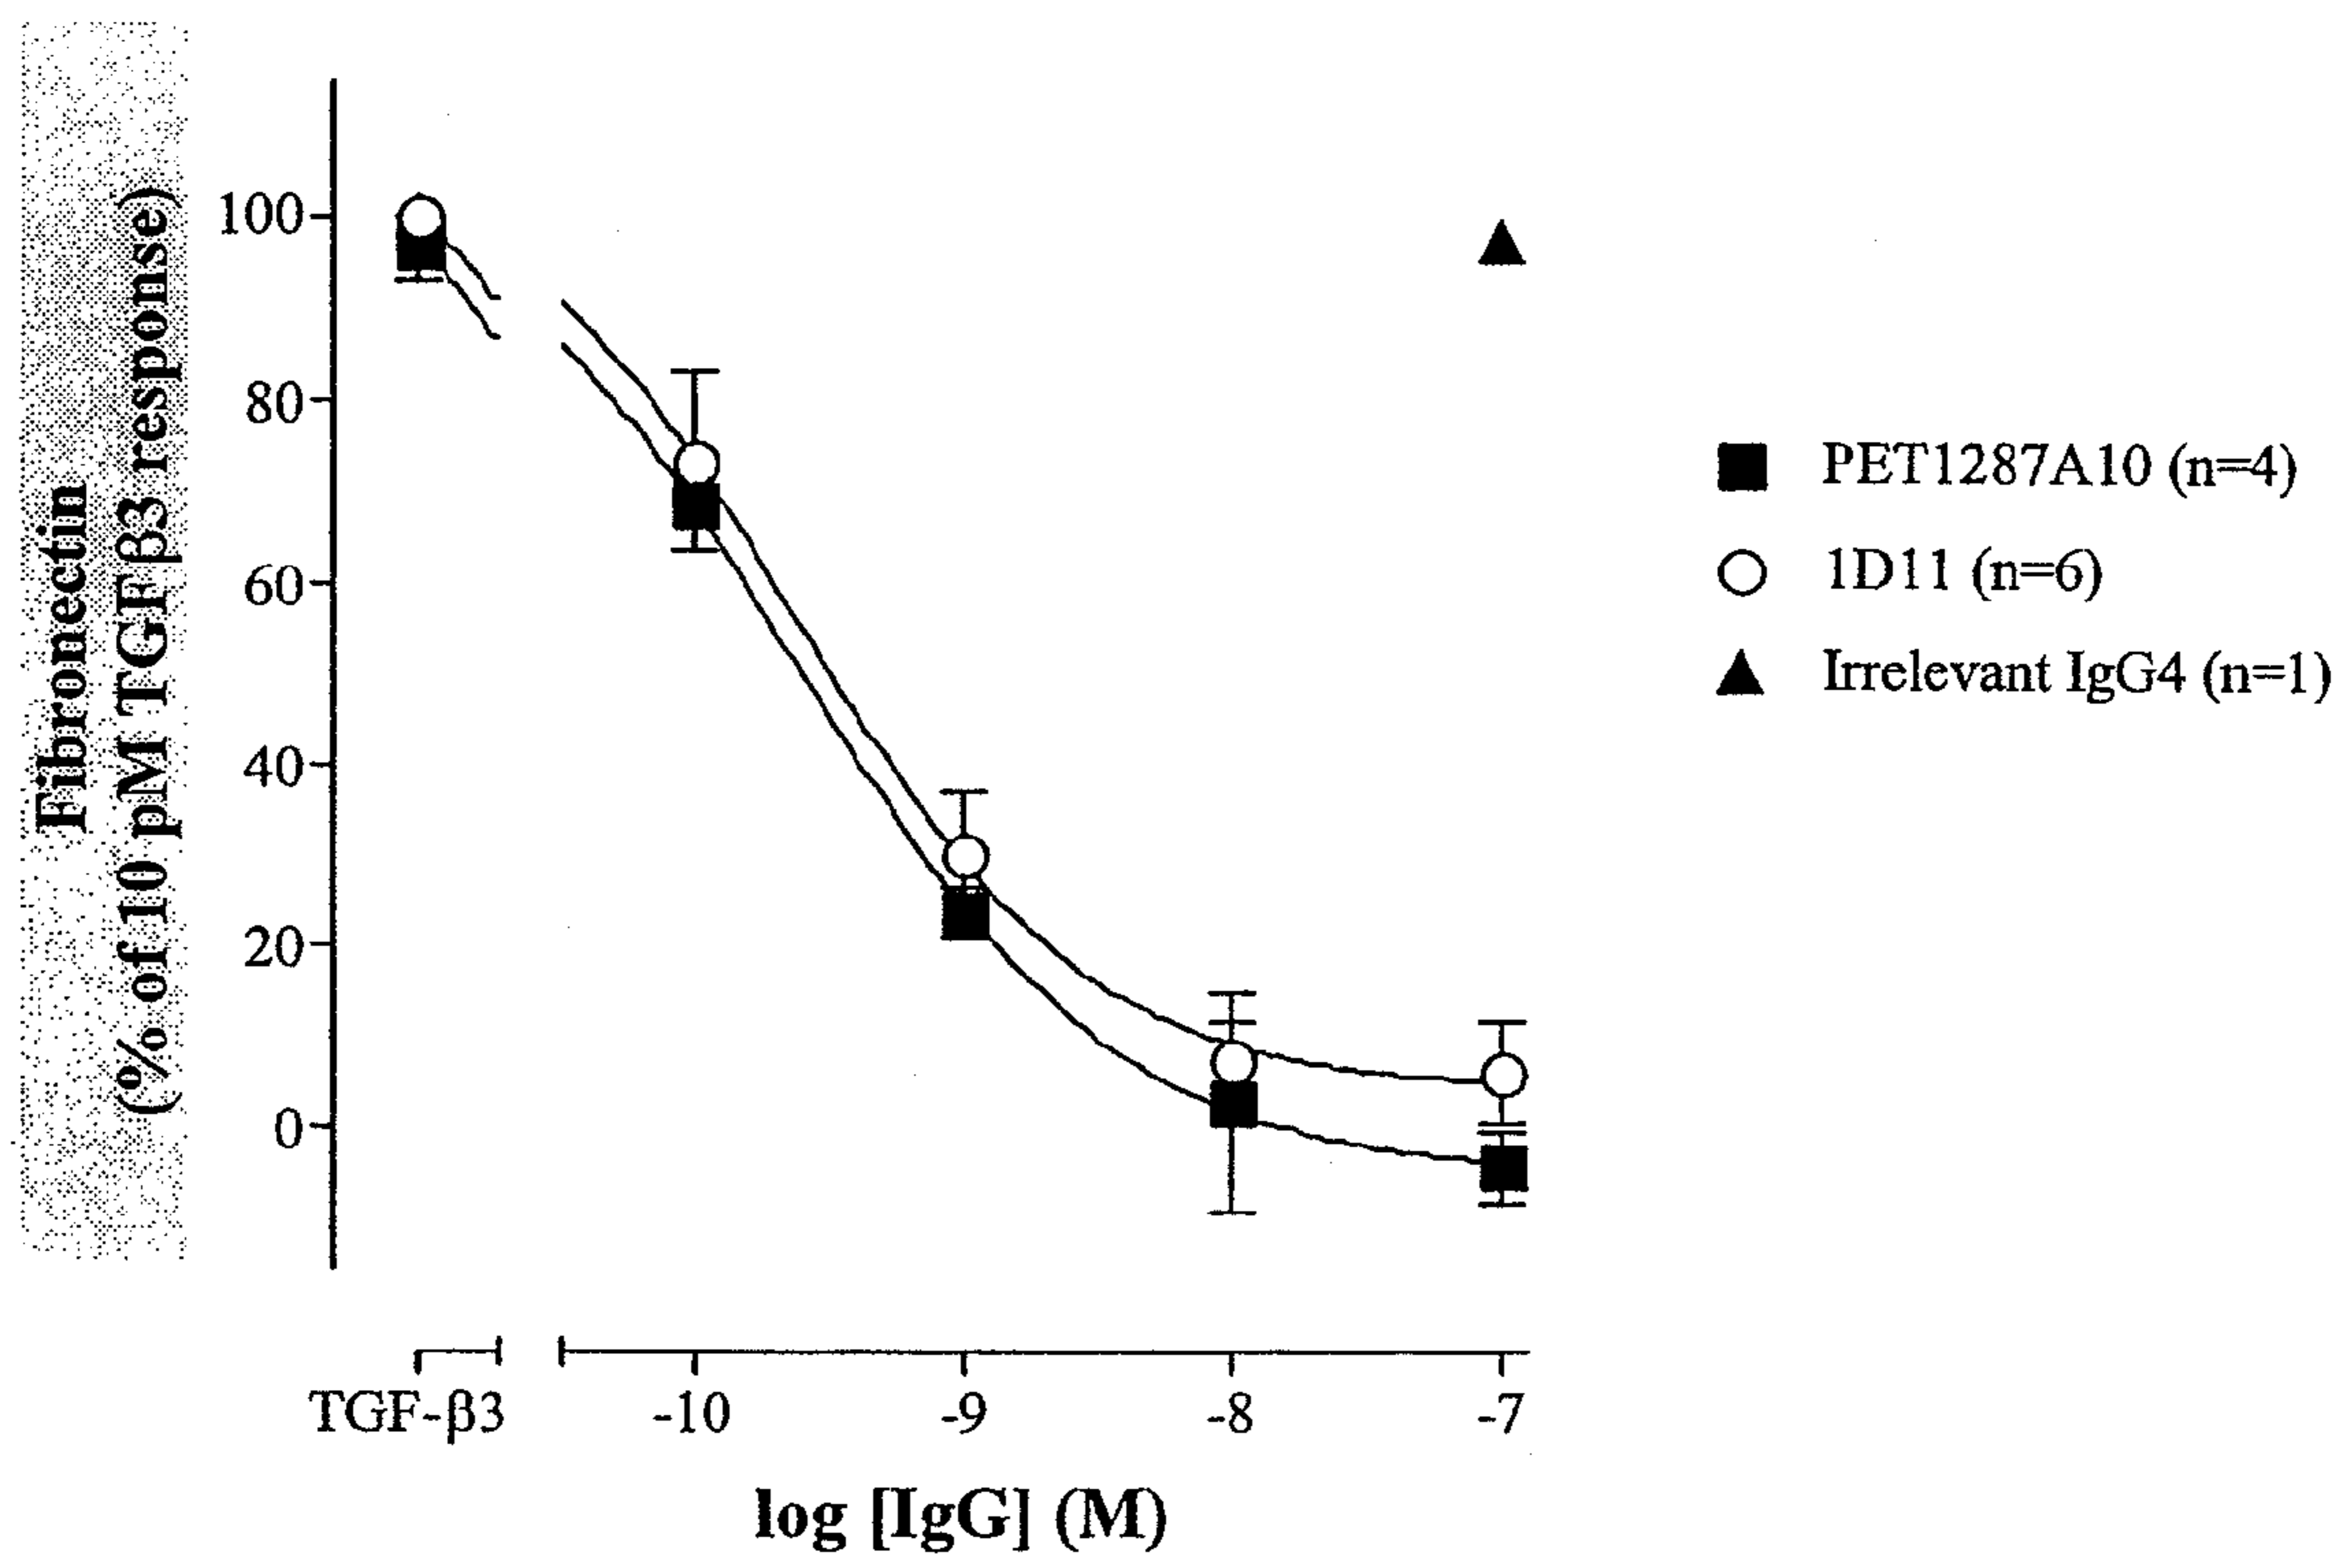 Fibronectin
(% of 10 pM TGFβ3 response)
100
80
60
40
20
0
PET1287A10 (n=4)
1D11 (n=6)
Irrelevant IgG4 (n=1)
TGF-β3
-10
-9
-8
-7
log [IgG] (M)